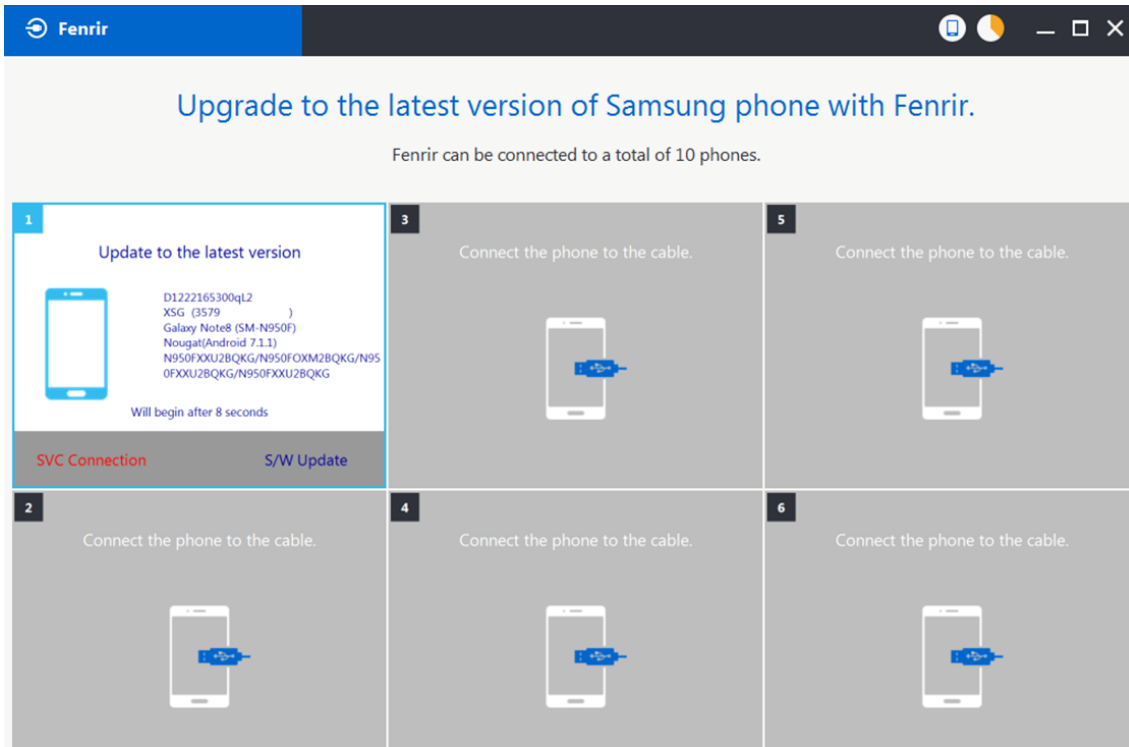 Fenrir
Upgrade to the latest version of Samsung phone with Fenrir.
Fenrir can be connected to a total of 10 phones.
1
Update to the latest version
D1222165300qL2
XSG (3579 )
Galaxy Note8 (SM-N950F)
Nougat(Android 7.1.1)
N950FXXU2BQKG/N950FOXM2BQKG/N95
0FXXU2BQKG/N950FXXU2BQKG
Will begin after 8 seconds
SVC Connection
S/W Update
3
Connect the phone to the cable.
5
Connect the phone to the cable.
2
Connect the phone to the cable.
4
Connect the phone to the cable.
6
Connect the phone to the cable.